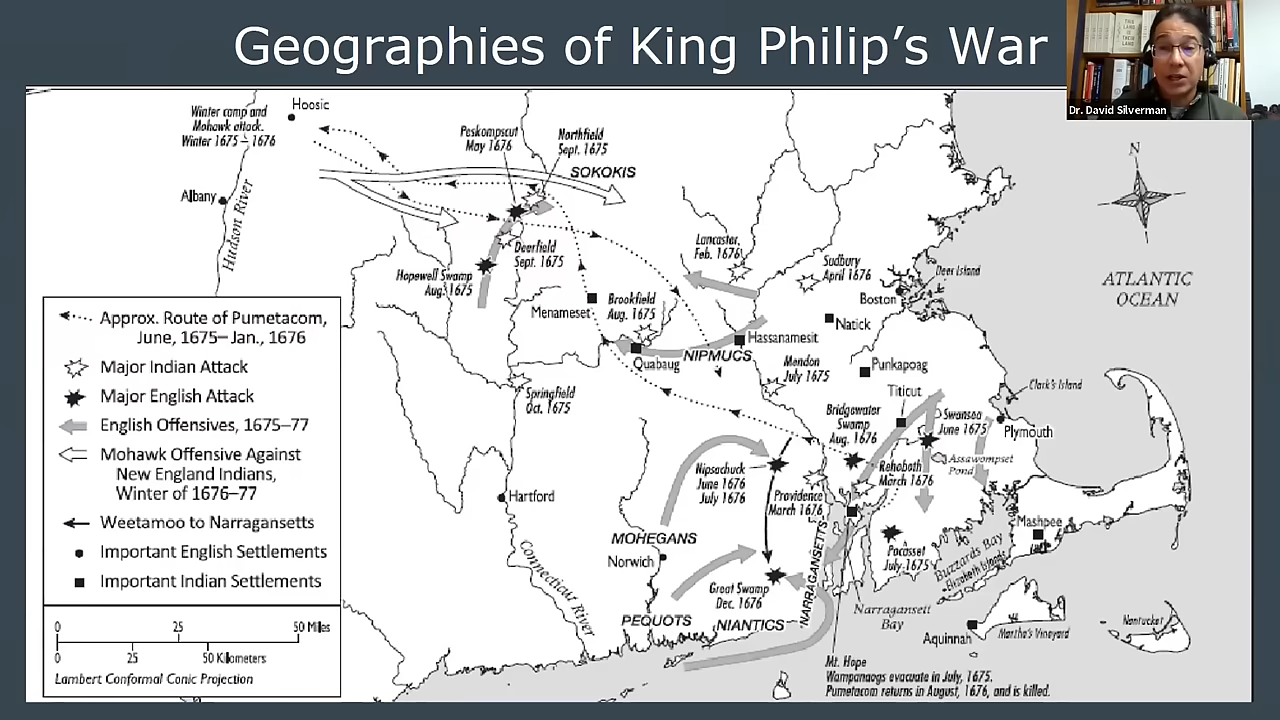 Geographies of King Philip's War
Dr. David Silverman
THIS
LAND
IS
THEIR
LAND
Winter camp and
Mohawk attack.
Winter 1675 – 1676
Hoosic
Peskompscut
May 1676
Northfield
Sept. 1675
SOKOKIS
Albany
Hudson River
Deerfield
Sept. 1675
Hopewell Swamp
Aug. 1675
Lancaster,
Feb. 1676
Sudbury
April 1676
Deer Island
Boston
ATLANTIC
OCEAN
N
Menameset
Brookfield
Aug. 1675
Natick
Hassanamesit
NIPMUCS
Quabaug
Mendon
July 1675
Punkapoag
Titicut
Clark's Island
Springfield
Oct. 1675
Bridgewater
Swamp
Aug. 1676
Swansea
June 1675
Plymouth
Assawompset
Pond
Rehoboth
March 1676
Nipsachuck
June 1676
July 1676
Providence
March 1676
Hartford
MOHEGANS
Norwich
Connecticut River
Great Swamp
Dec. 1676
NARRAGANSETTS
Pocasset
July 1675
Mashpee
Buzzards Bay
Elizabeth Islands
PEQUOTS
NIANTICS
Narragansett
Bay
Aquinnah
Martha's Vineyard
Nantucket
Mt. Hope
Wampanoags evacuate in July, 1675.
Pumetacom returns in August, 1676, and is killed.
Approx. Route of Pumetacom,
June, 1675– Jan., 1676
Major Indian Attack
Major English Attack
English Offensives, 1675–77
Mohawk Offensive Against
New England Indians,
Winter of 1676–77
Weetamoo to Narragansetts
Important English Settlements
Important Indian Settlements
0 25 50 Miles
0 25 50 Kilometers
Lambert Conformal Conic Projection